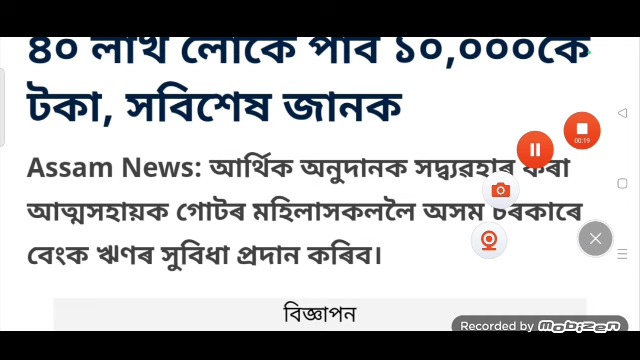 ৪০ লাখ লোকে পাব ১০,০০০কৈ
টকা, সবিশেষ জানক
Assam News: আৰ্থিক অনুদানক সদ্ব্যৱহাৰ কৰা
আত্মসহায়ক গোটৰ মহিলাসকললৈ অসম চৰকাৰে
বেংক ঋণৰ সুবিধা প্ৰদান কৰিব।
বিজ্ঞাপন
00:19
Recorded by Mobizen